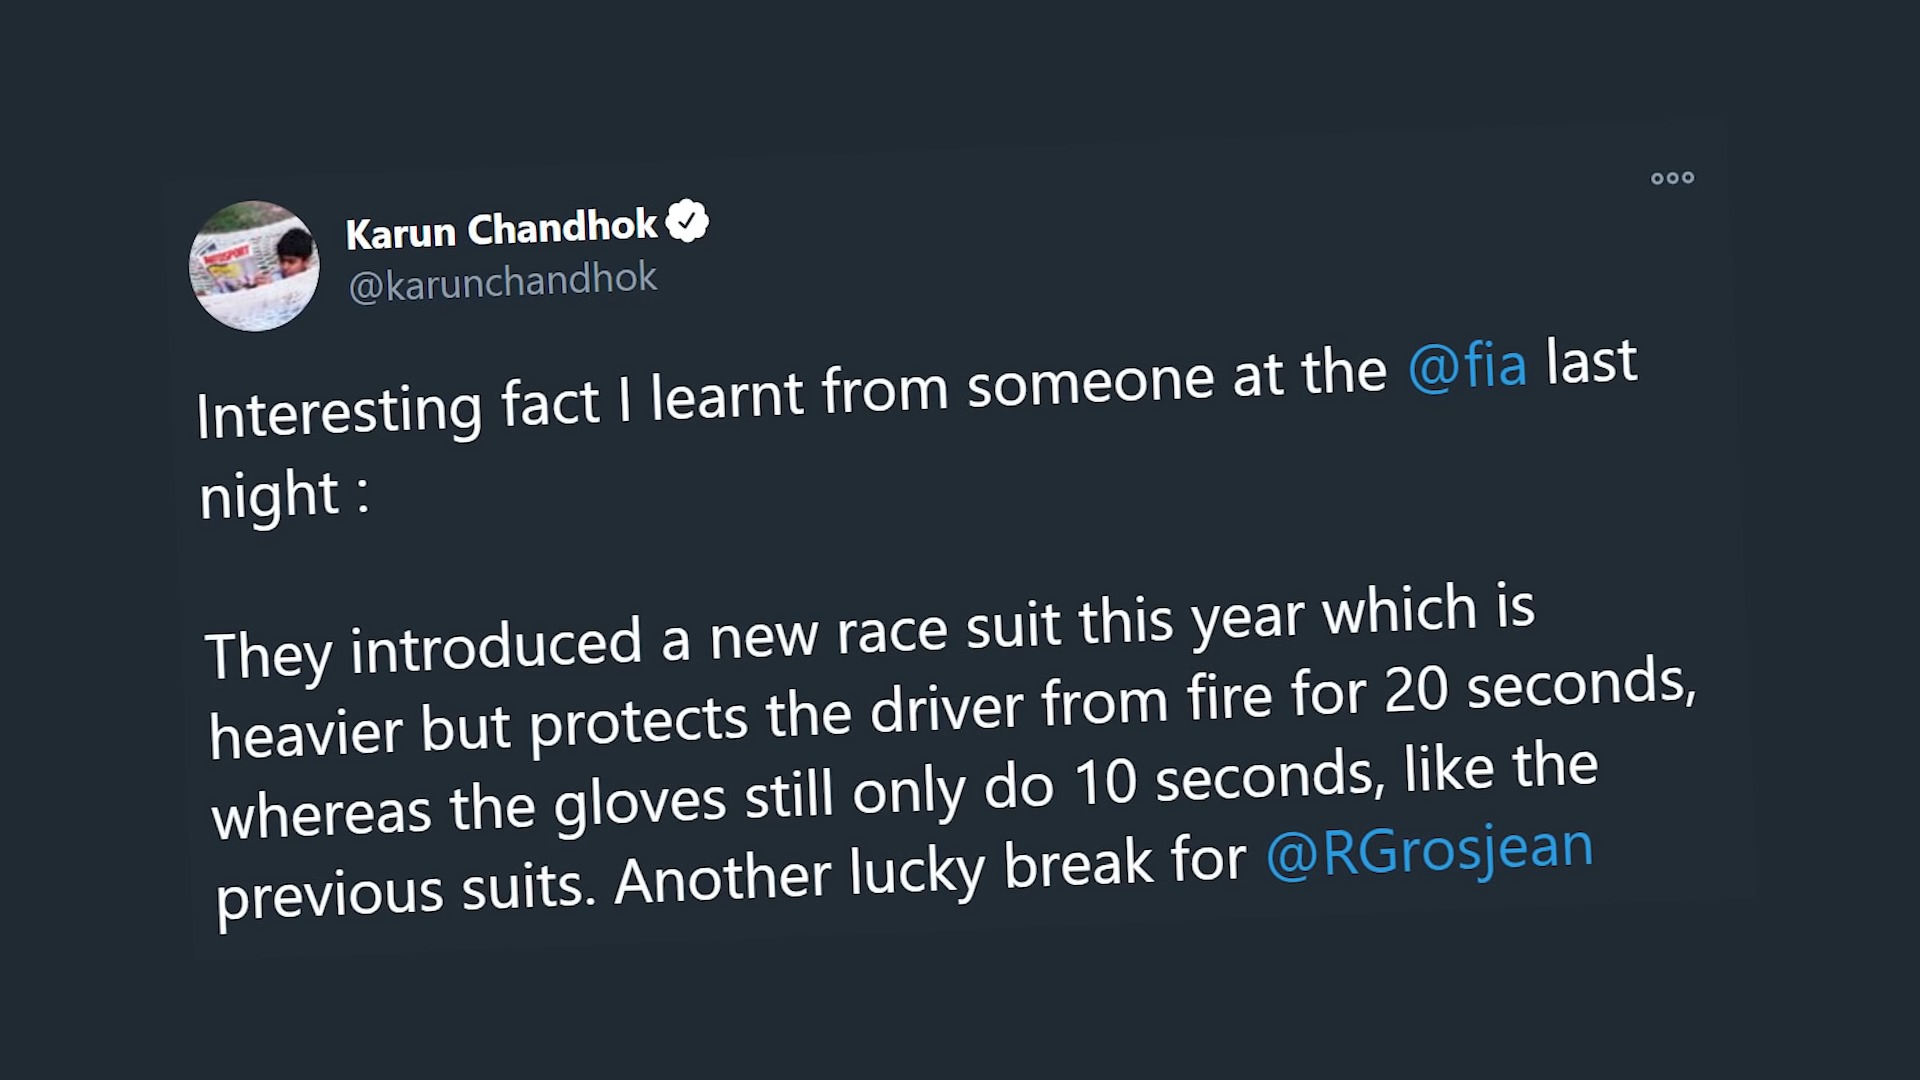 Karun Chandhok
@karunchandhok
Interesting fact I learnt from someone at the @fia last
night :
They introduced a new race suit this year which is
heavier but protects the driver from fire for 20 seconds,
whereas the gloves still only do 10 seconds, like the
previous suits. Another lucky break for @RGrosjean